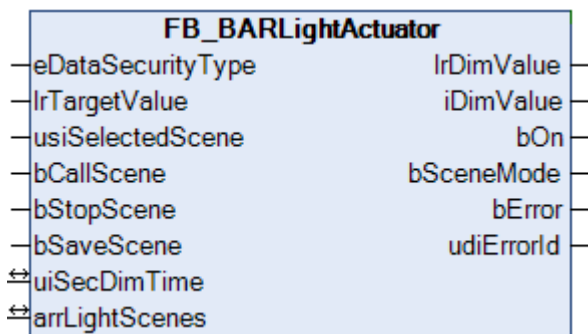 FB_BARLightActuator
eDataSecurityType lrDimValue
lrTargetValue iDimValue
usiSelectedScene bOn
bCallScene bSceneMode
bStopScene bError
bSaveScene udiErrorId
uiSecDimTime
arrLightScenes